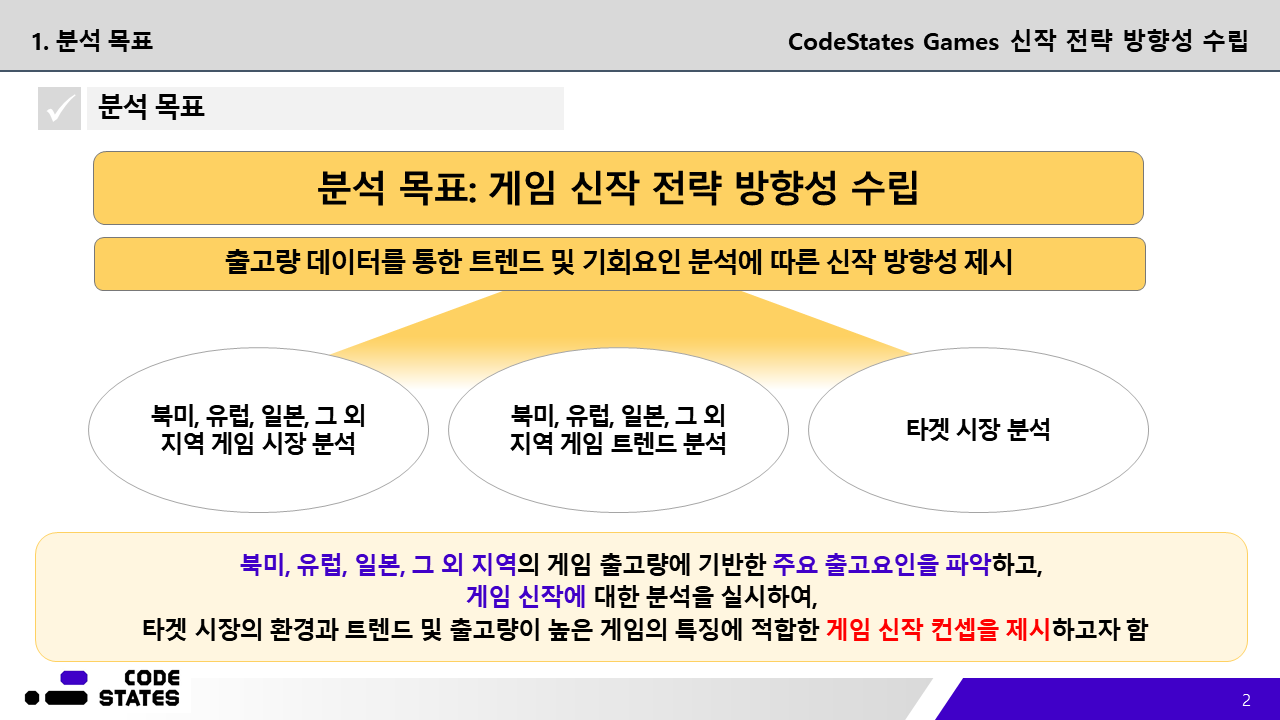 1. 분석 목표
CodeStates Games 신작 전략 방향성 수립
분석 목표
분석 목표: 게임 신작 전략 방향성 수립
출고량 데이터를 통한 트렌드 및 기회요인 분석에 따른 신작 방향성 제시
북미, 유럽, 일본, 그 외
지역 게임 시장 분석
북미, 유럽, 일본, 그 외
지역 게임 트렌드 분석
타겟 시장 분석
북미, 유럽, 일본, 그 외 지역의 게임 출고량에 기반한 주요 출고요인을 파악하고,
게임 신작에 대한 분석을 실시하여,
타겟 시장의 환경과 트렌드 및 출고량이 높은 게임의 특징에 적합한 게임 신작 컨셉을 제시하고자 함
CODE
STATES
2